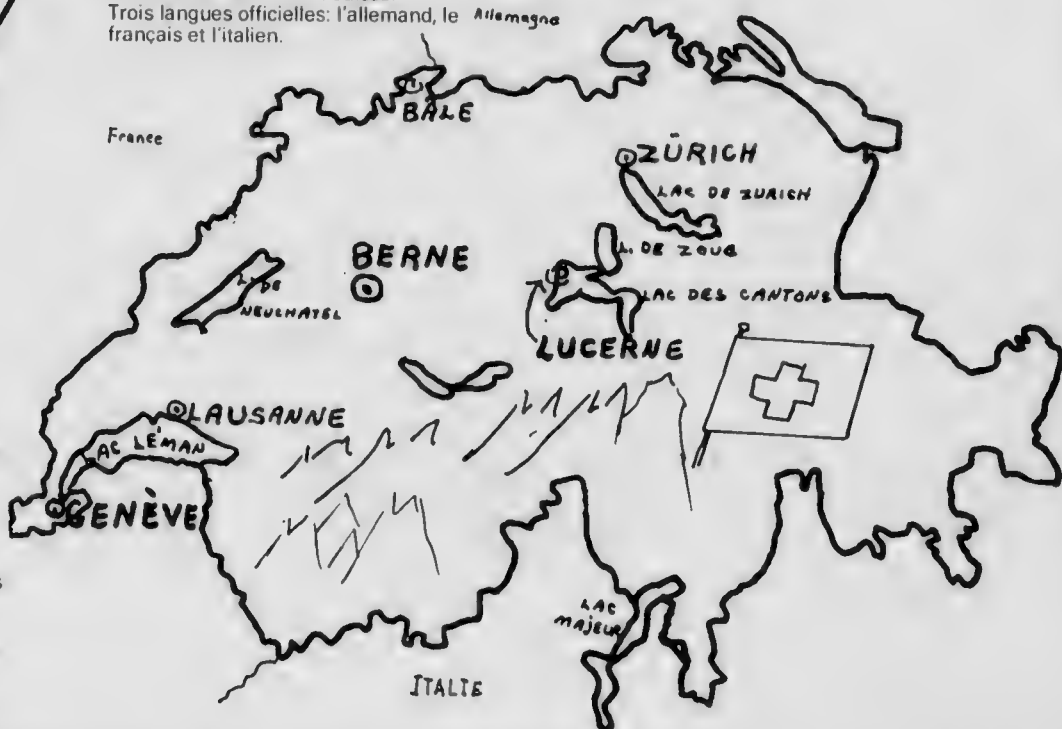 Trois langues officielles: l'allemand, le
français et l'italien.
Allemagne
France
BÂLE
ZÜRICH
LAC DE ZURICH
L. DE ZOUG
BERNE
L. DE
NEUCHATEL
LAC DES CANTONS
LUCERNE
LAUSANNE
AC LÉMAN
GENÈVE
LAC
MAJEUR
ITALIE